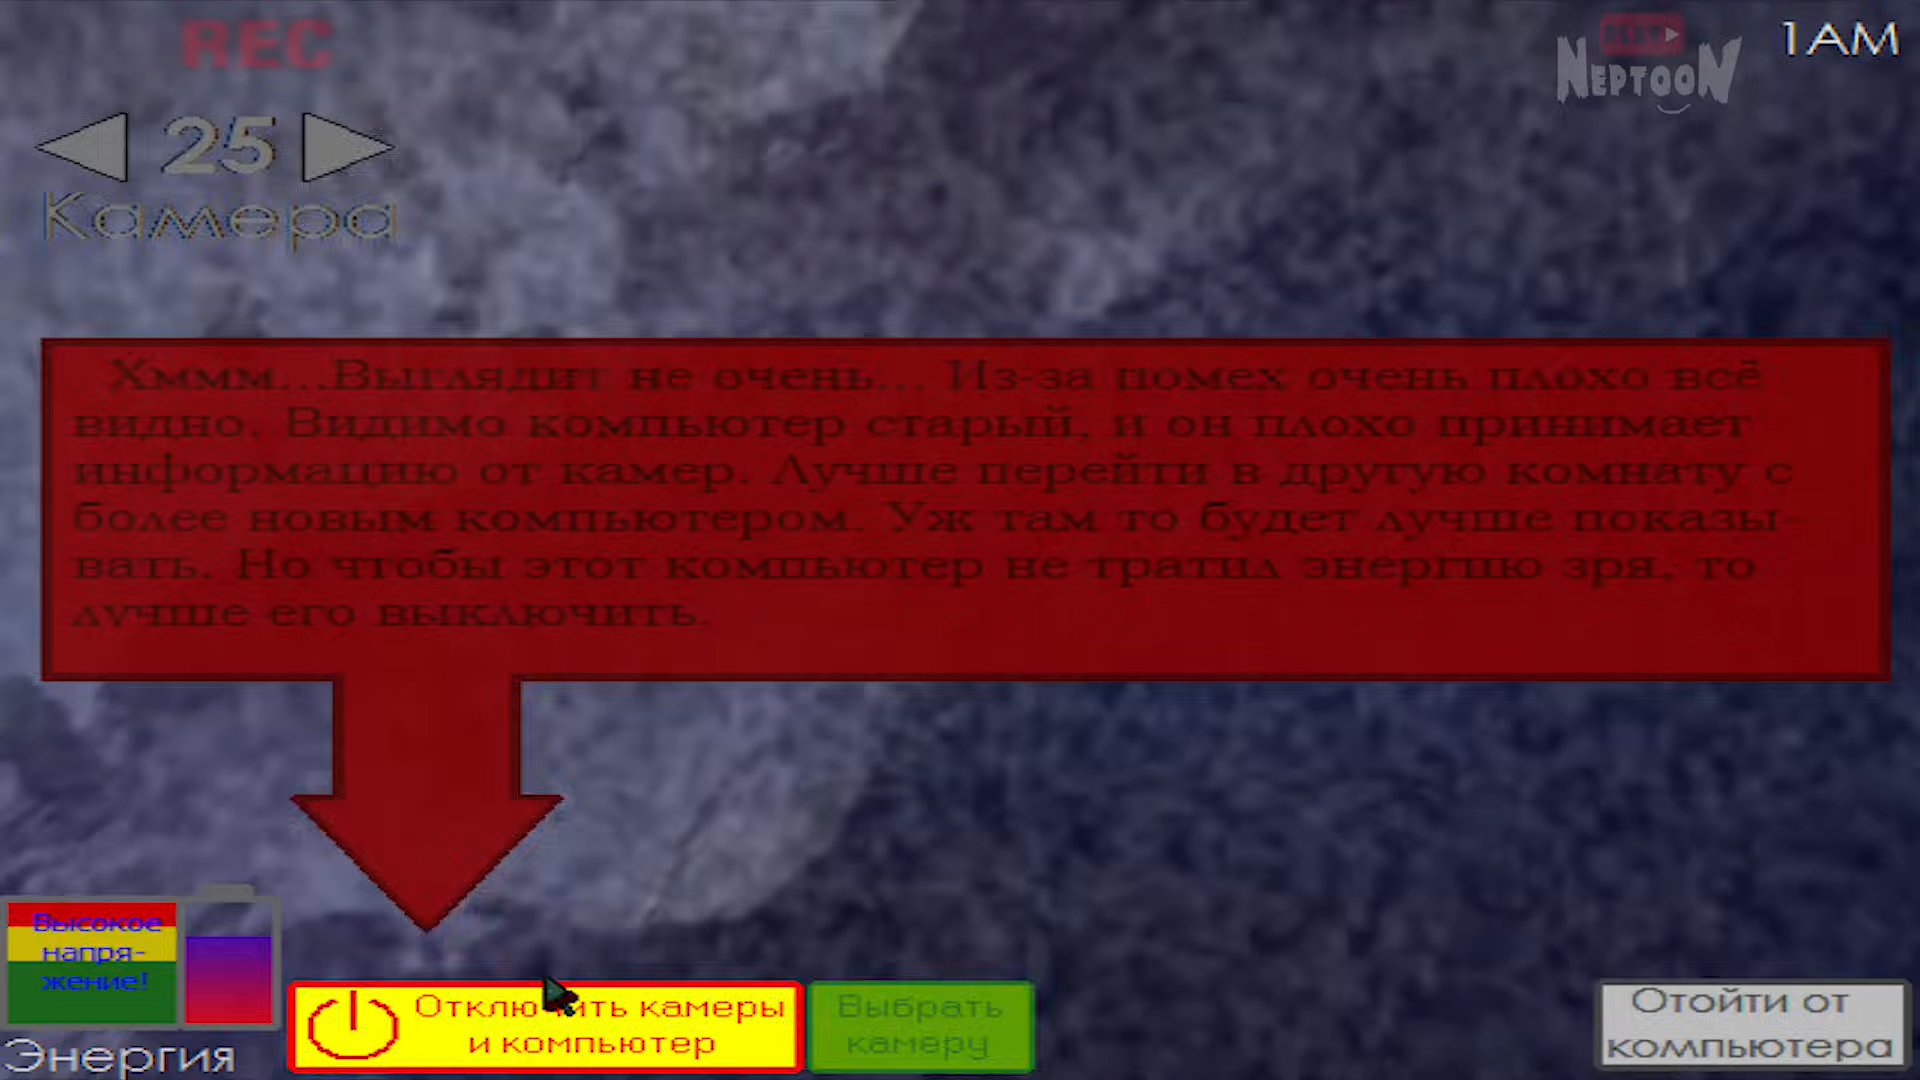 REC
1AM
NEPTOON
25
Камера
Хммм...Выглядит не очень... Из-за помех очень плохо всё
видно. Видимо компьютер старый, и он плохо принимает
информацию от камер. Лучше перейти в другую комнату с
более новым компьютером. Уж там то будет лучше показы-
вать. Но чтобы этот компьютер не тратил энергию зря, то
лучше его выключить.
Высокое
напря-
жение!
Энергия
Отключить камеры
и компьютер
Выбрать
камеру
Отойти от
компьютера